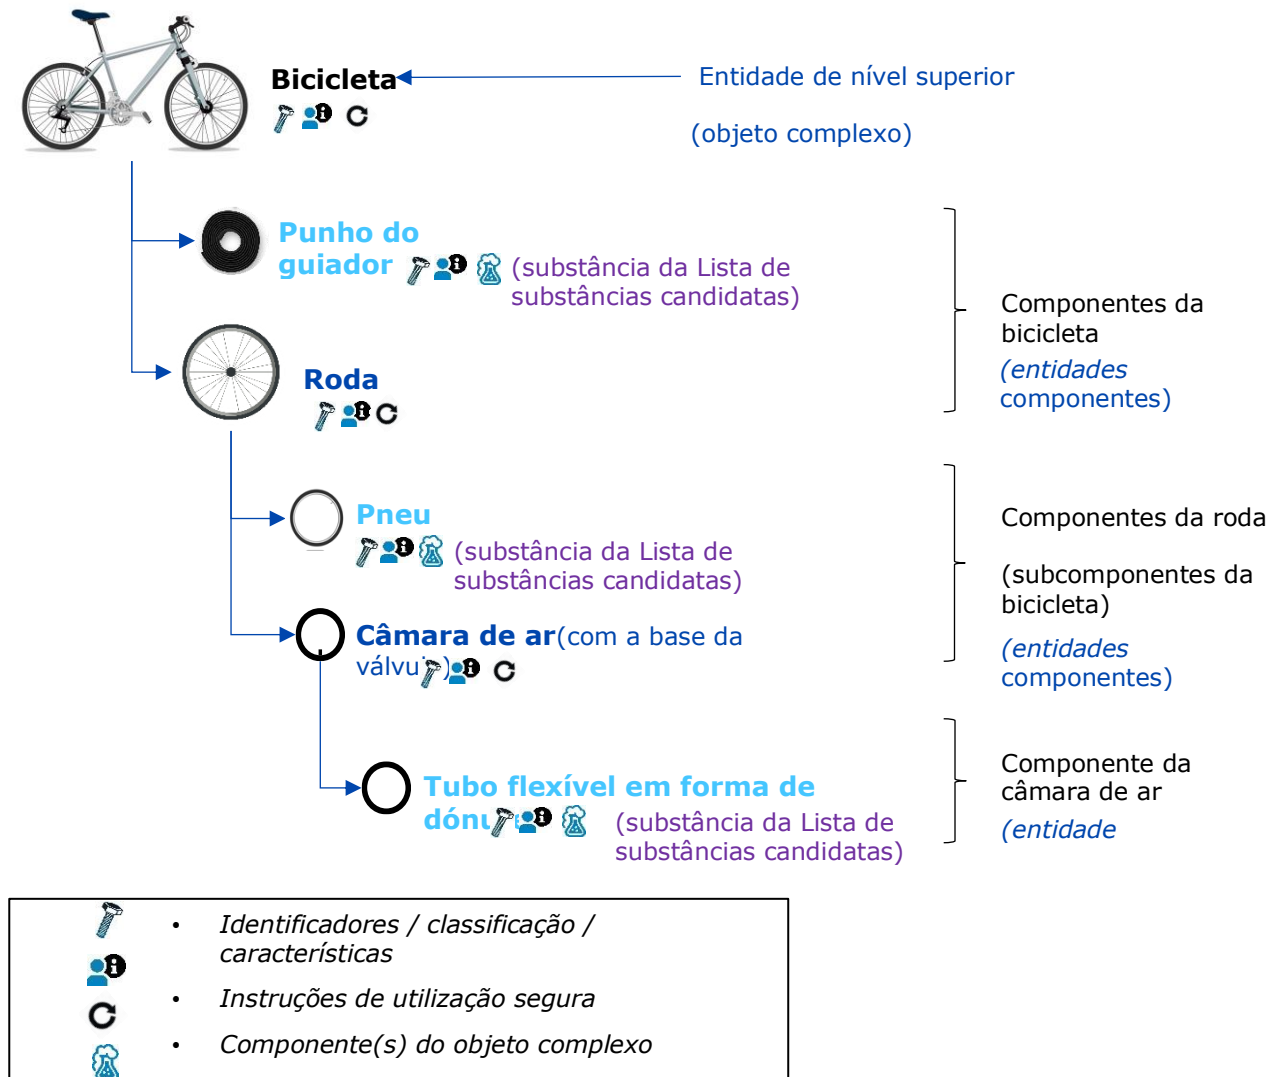 Bicicleta
Entidade de nível superior
(objeto complexo)
Punho do
guiador
(substância da Lista de
substâncias candidatas)
Componentes da
bicicleta
(entidades
componentes)
Roda
Pneu
(substância da Lista de
substâncias candidatas)
Componentes da roda
(subcomponentes da
bicicleta)
(entidades
componentes)
Câmara de ar(com a base da
Tubo flexível em forma de
(substância da Lista de
substâncias candidatas)
Componente da
câmara de ar
(entidade
• Identificadores / classificação /
características
• Instruções de utilização segura
• Componente(s) do objeto complexo